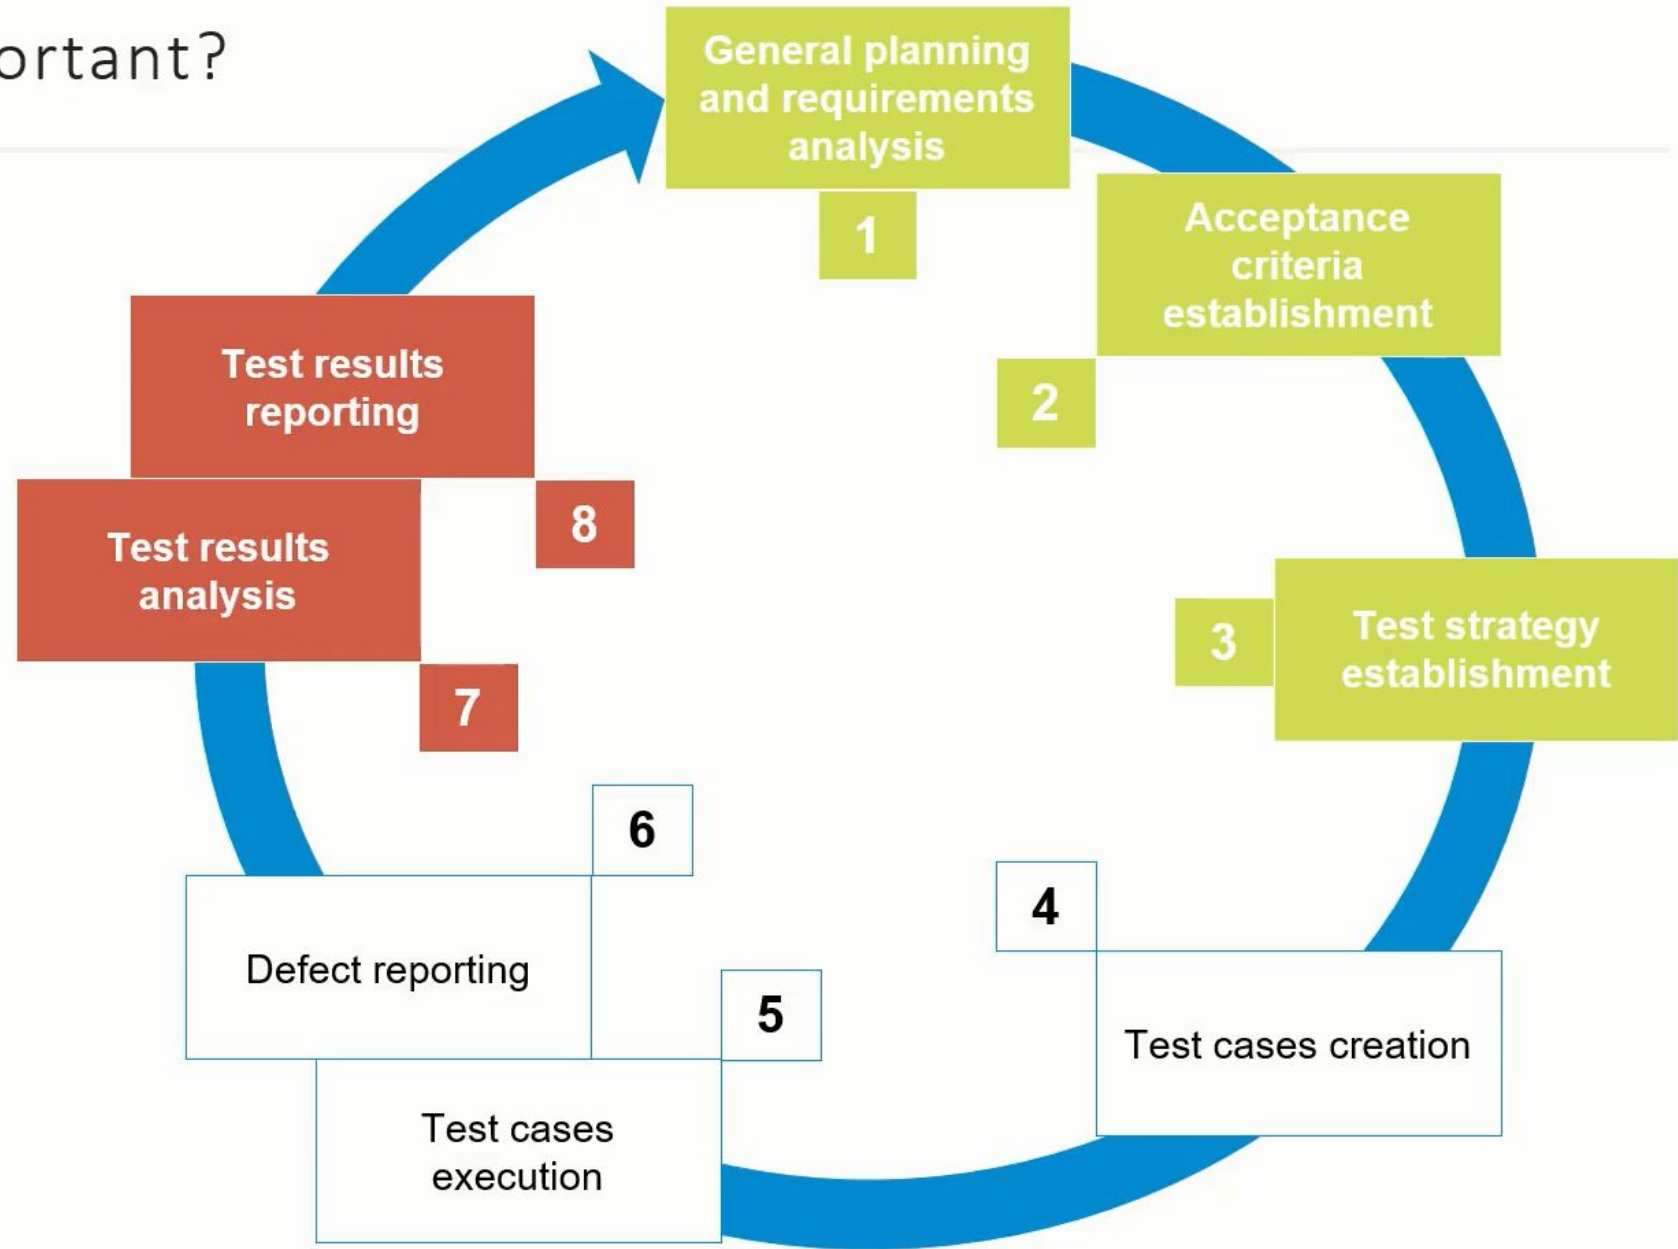 ortant?
General planning
and requirements
analysis
1
Acceptance
criteria
establishment
2
Test strategy
establishment
3
Test cases creation
4
Test cases
execution
5
Defect reporting
6
Test results
analysis
7
Test results
reporting
8